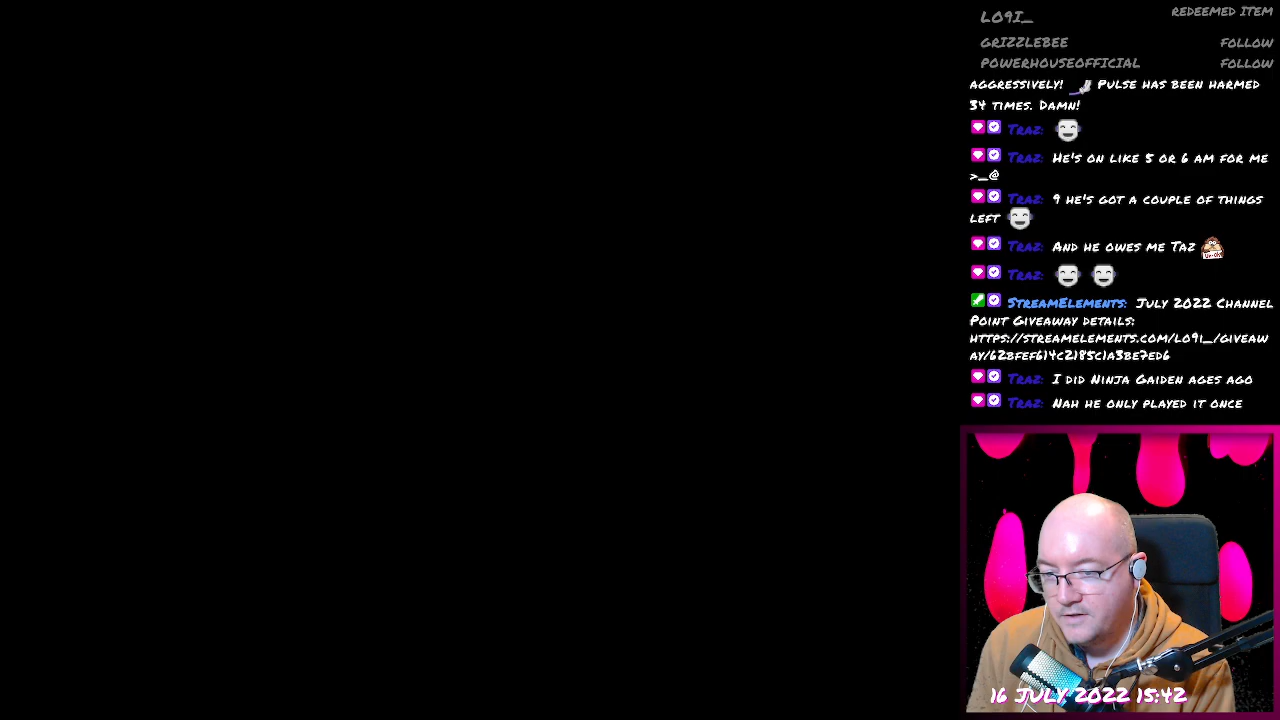 LO9I_ REDEEMED ITEM
GRIZZLEBEE FOLLOW
POWERHOUSEOFFICIAL FOLLOW
AGGRESSIVELY! PULSE HAS BEEN HARMED
34 TIMES. DAMN!
TRAZ:
TRAZ: HE'S ON LIKE 5 OR 6 AM FOR ME
>_@
TRAZ: 9 HE'S GOT A COUPLE OF THINGS
LEFT
TRAZ: AND HE OWES ME TAZ
TRAZ:
STREAMELEMENTS: JULY 2022 CHANNEL
POINT GIVEAWAY DETAILS:
HTTPS://STREAMELEMENTS.COM/LO9I_/GIVEAW
AY/62BFEF614C2185C1A3BE7ED6
TRAZ: I DID NINJA GAIDEN AGES AGO
TRAZ: NAH HE ONLY PLAYED IT ONCE
16 JULY 2022 15:42